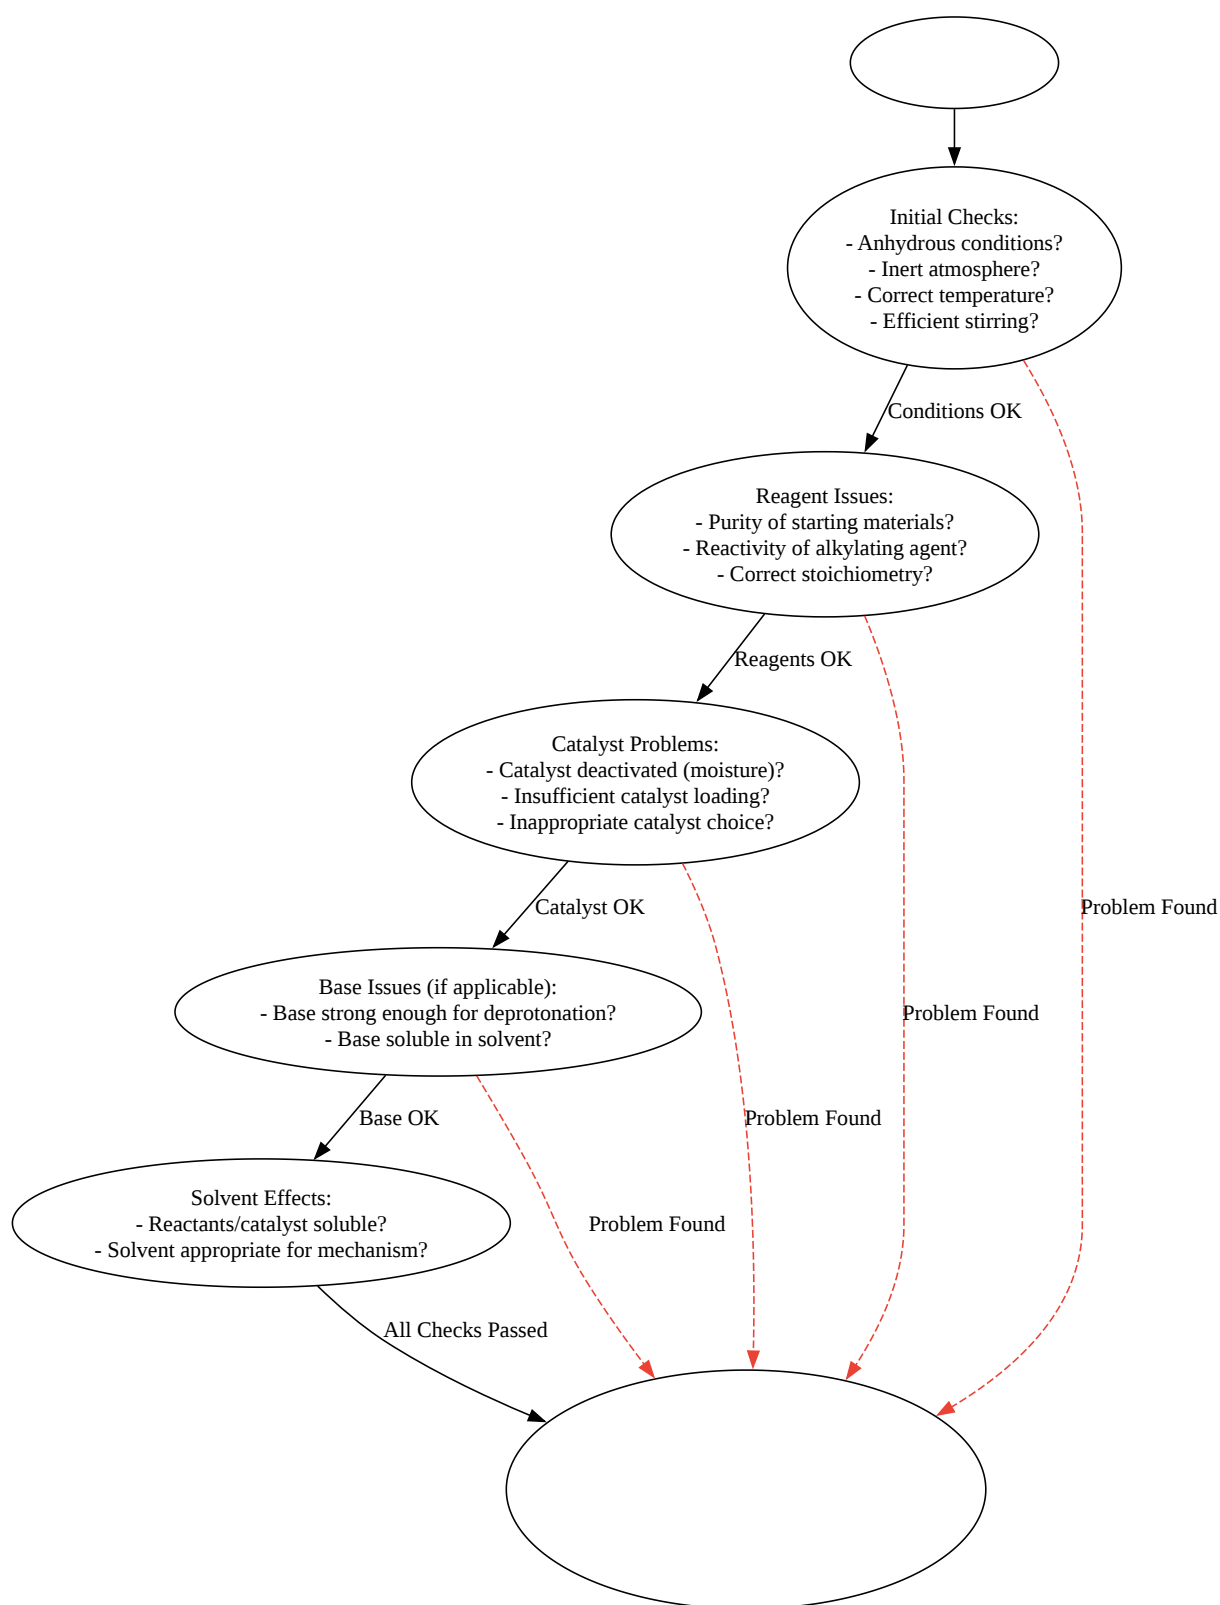 Initial Checks:
- Anhydrous conditions?
- Inert atmosphere?
- Correct temperature?
- Efficient stirring?
Conditions OK
Reagent Issues:
- Purity of starting materials?
- Reactivity of alkylating agent?
- Correct stoichiometry?
Reagents OK
Catalyst Problems:
- Catalyst deactivated (moisture)?
- Insufficient catalyst loading?
- Inappropriate catalyst choice?
Catalyst OK
Problem Found
Base Issues (if applicable):
- Base strong enough for deprotonation?
- Base soluble in solvent?
Problem Found
Base OK
Problem Found
Solvent Effects:
- Reactants/catalyst soluble?
- Solvent appropriate for mechanism?
Problem Found
All Checks Passed